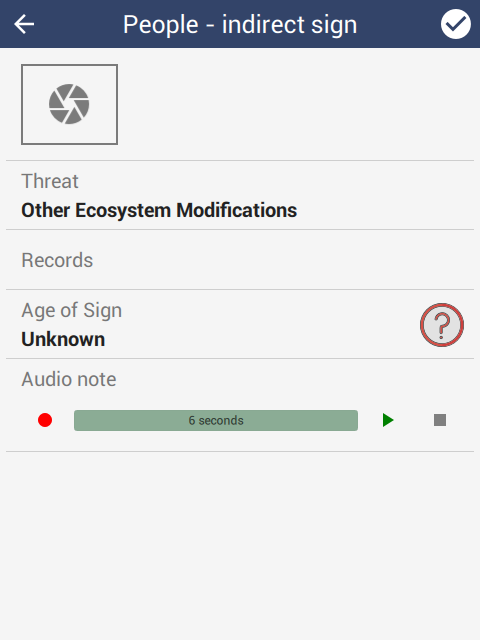 People - indirect sign
Threat
Other Ecosystem Modifications
Records
Age of Sign
Unknown
?
Audio note
6 seconds